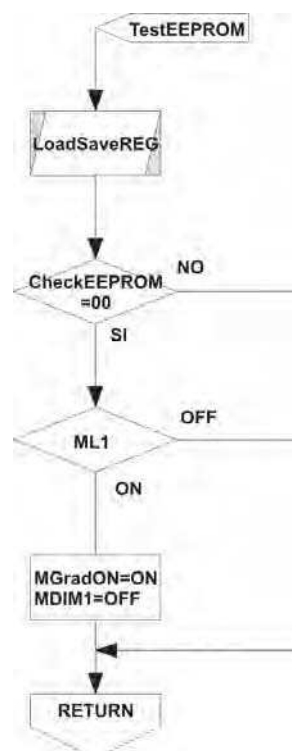 TestEEPROM
LoadSaveREG
CheckEEPROM
=00
NO
SI
ML1
OFF
ON
MGradON=ON
MDIM1=OFF
RETURN